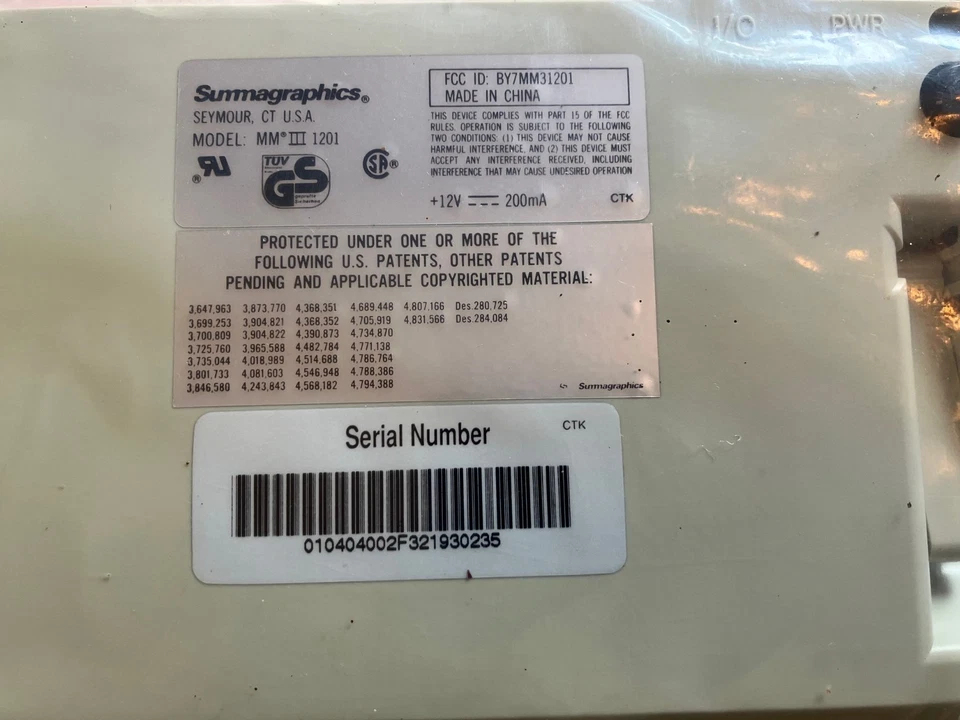 I/O PWR
Summagraphics®
SEYMOUR, CT U.S.A.
MODEL: MM® III 1201
FCC ID: BY7MM31201
MADE IN CHINA
THIS DEVICE COMPLIES WITH PART 15 OF THE FCC
RULES. OPERATION IS SUBJECT TO THE FOLLOWING
TWO CONDITIONS: (1) THIS DEVICE MAY NOT CAUSE
HARMFUL INTERFERENCE, AND (2) THIS DEVICE MUST
ACCEPT ANY INTERFERENCE RECEIVED, INCLUDING
INTERFERENCE THAT MAY CAUSE UNDESIRED OPERATION
TUV
GS
geprüfte
Sicherheit
SA®
+12V 200mA CTK
PROTECTED UNDER ONE OR MORE OF THE
FOLLOWING U.S. PATENTS, OTHER PATENTS
PENDING AND APPLICABLE COPYRIGHTED MATERIAL:
3,647,963 3,873,770 4,368,351 4,689,448 4,807,166 Des.280,725
3,699,253 3,904,821 4,368,352 4,705,919 4,831,566 Des.284,084
3,700,809 3,904,822 4,390,873 4,734,870
3,725,760 3,965,588 4,482,784 4,771,138
3,735,044 4,018,989 4,514,688 4,786,764
3,801,733 4,081,603 4,546,948 4,788,386
3,846,580 4,243,843 4,568,182 4,794,388
Summagraphics
Serial Number CTK
010404002F321930235